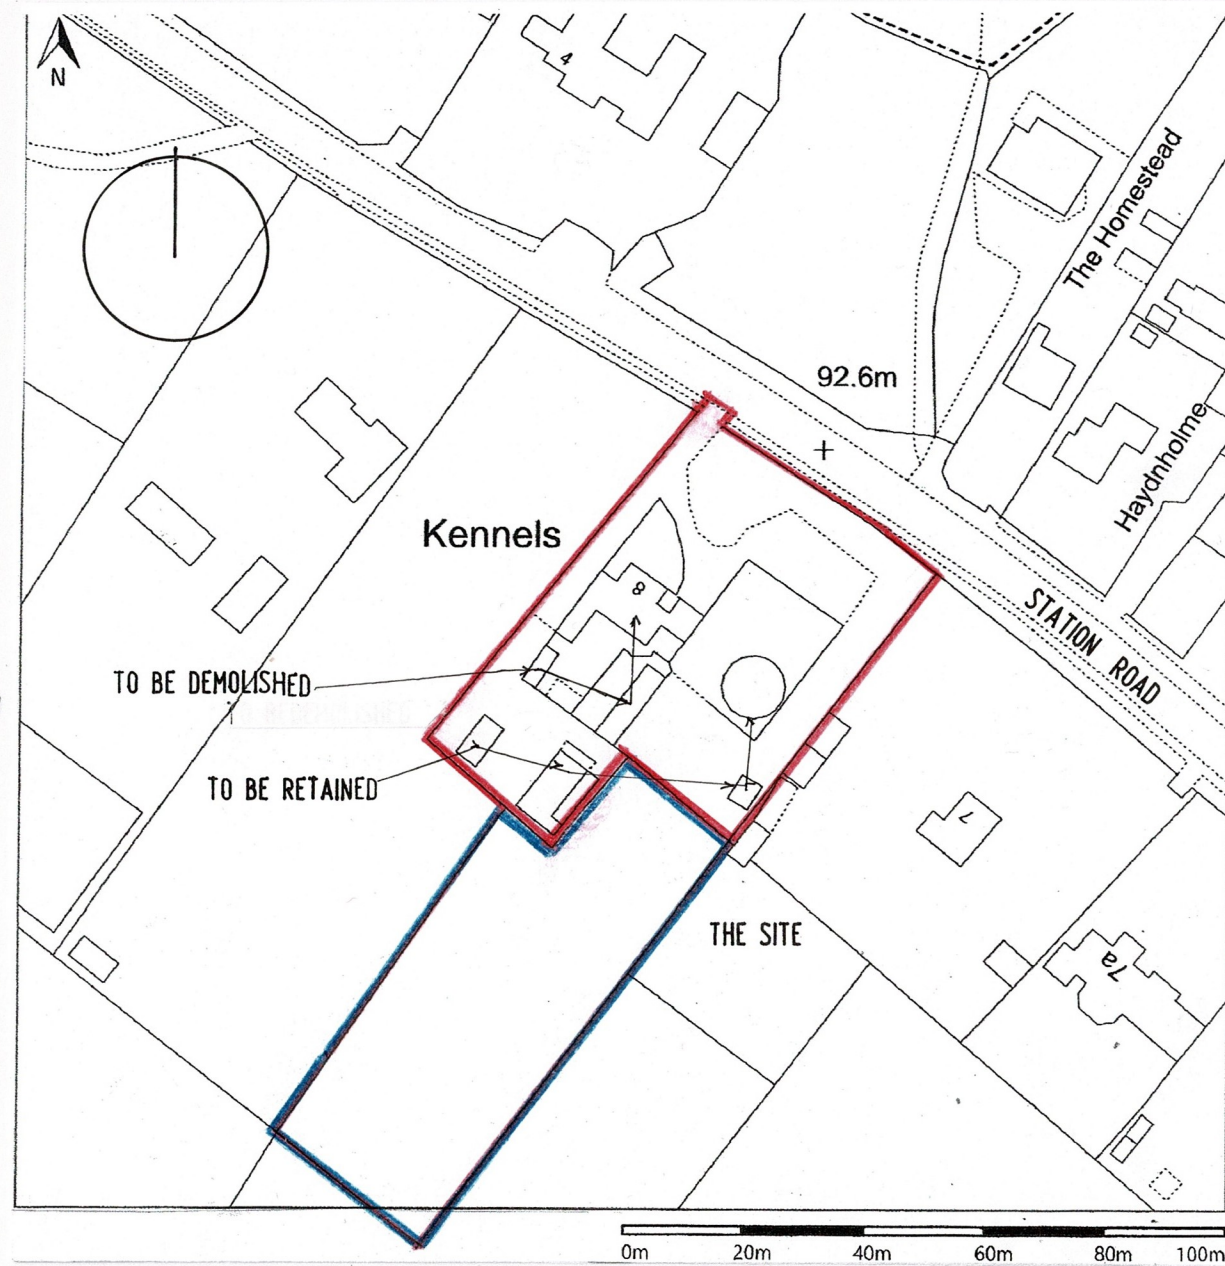 N
4
The Homestead
92.6m
Haydnholme
Kennels
8
STATION ROAD
TO BE DEMOLISHED
TO BE RETAINED
7
THE SITE
7a
0m 20m 40m 60m 80m 100m